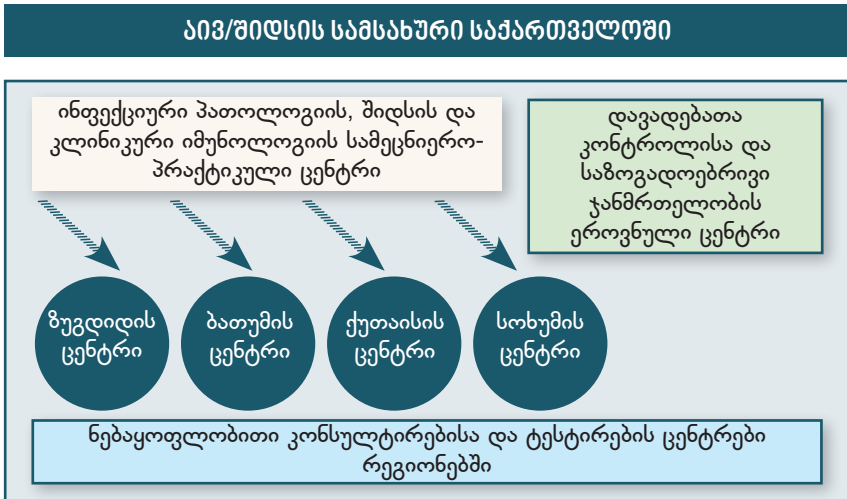 აივ/შიდსის სამსახური საქართველოში
ინფექციური პათოლოგიის, შიდსის და
კლინიკური იმუნოლოგიის სამეცნიერო-
პრაქტიკული ცენტრი
დავადებათა
კონტროლისა და
საზოგადოებრივი
ჯანმრთელობის
ეროვნული ცენტრი
ზუგდიდის
ცენტრი
ბათუმის
ცენტრი
ქუთაისის
ცენტრი
სოხუმის
ცენტრი
ნებაყოფლობითი კონსულტირებისა და ტესტირების ცენტრები
რეგიონებში